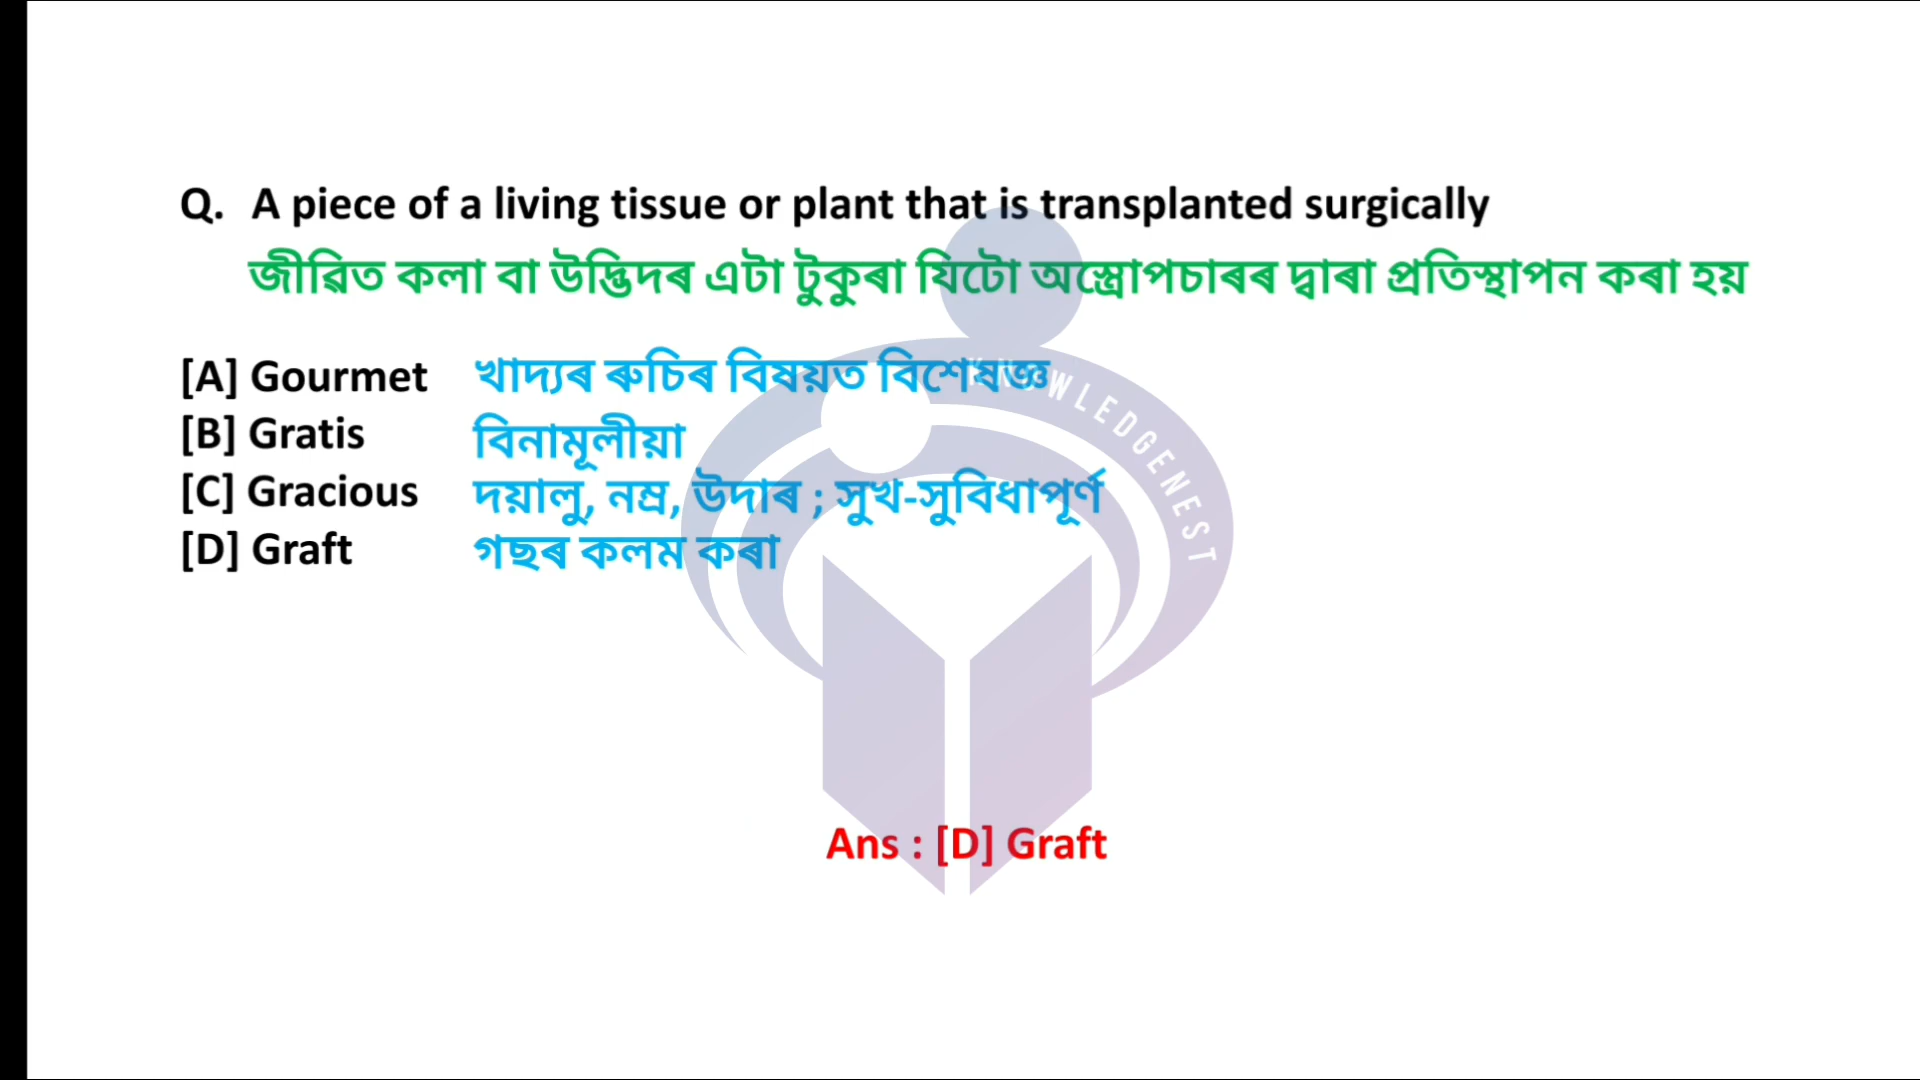 Q. A piece of a living tissue or plant that is transplanted surgically
জীৱিত কলা বা উদ্ভিদৰ এটা টুকুৰা যিটো অস্ত্ৰোপচাৰৰ দ্বাৰা প্ৰতিস্থাপন কৰা হয়
[A] Gourmet খাদ্যৰ ৰুচিৰ বিষয়ত বিশেষজ্ঞ
[B] Gratis বিনামূলীয়া
[C] Gracious দয়ালু, নম্ৰ, উদাৰ ; সুখ-সুবিধাপূৰ্ণ
[D] Graft গছৰ কলম কৰা
KNOWLEDGENEST
Ans : [D] Graft